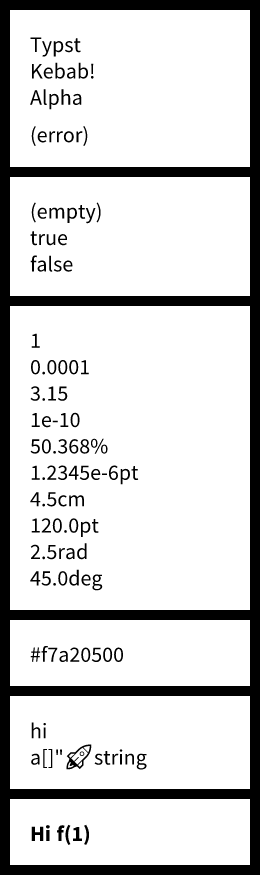 Typst
Kebab!
Alpha
(error)
(empty)
true
false
1
0.0001
3.15
1e-10
50.368%
1.2345e-6pt
4.5cm
120.0pt
2.5rad
45.0deg
#f7a20500
hi
a[]"🚀string
Hi f(1)